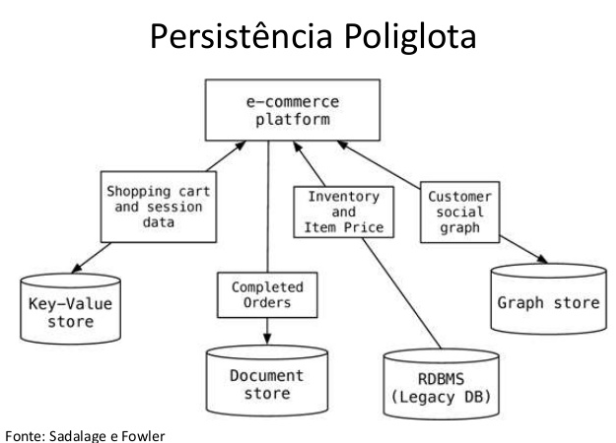 Persistência Poliglota
e-commerce
platform
Shopping cart
and session
data
Inventory
and
Item Price
Customer
social
graph
Completed
Orders
Key-Value
store
Graph store
Document
store
RDBMS
(Legacy DB)
Fonte: Sadalage e Fowler